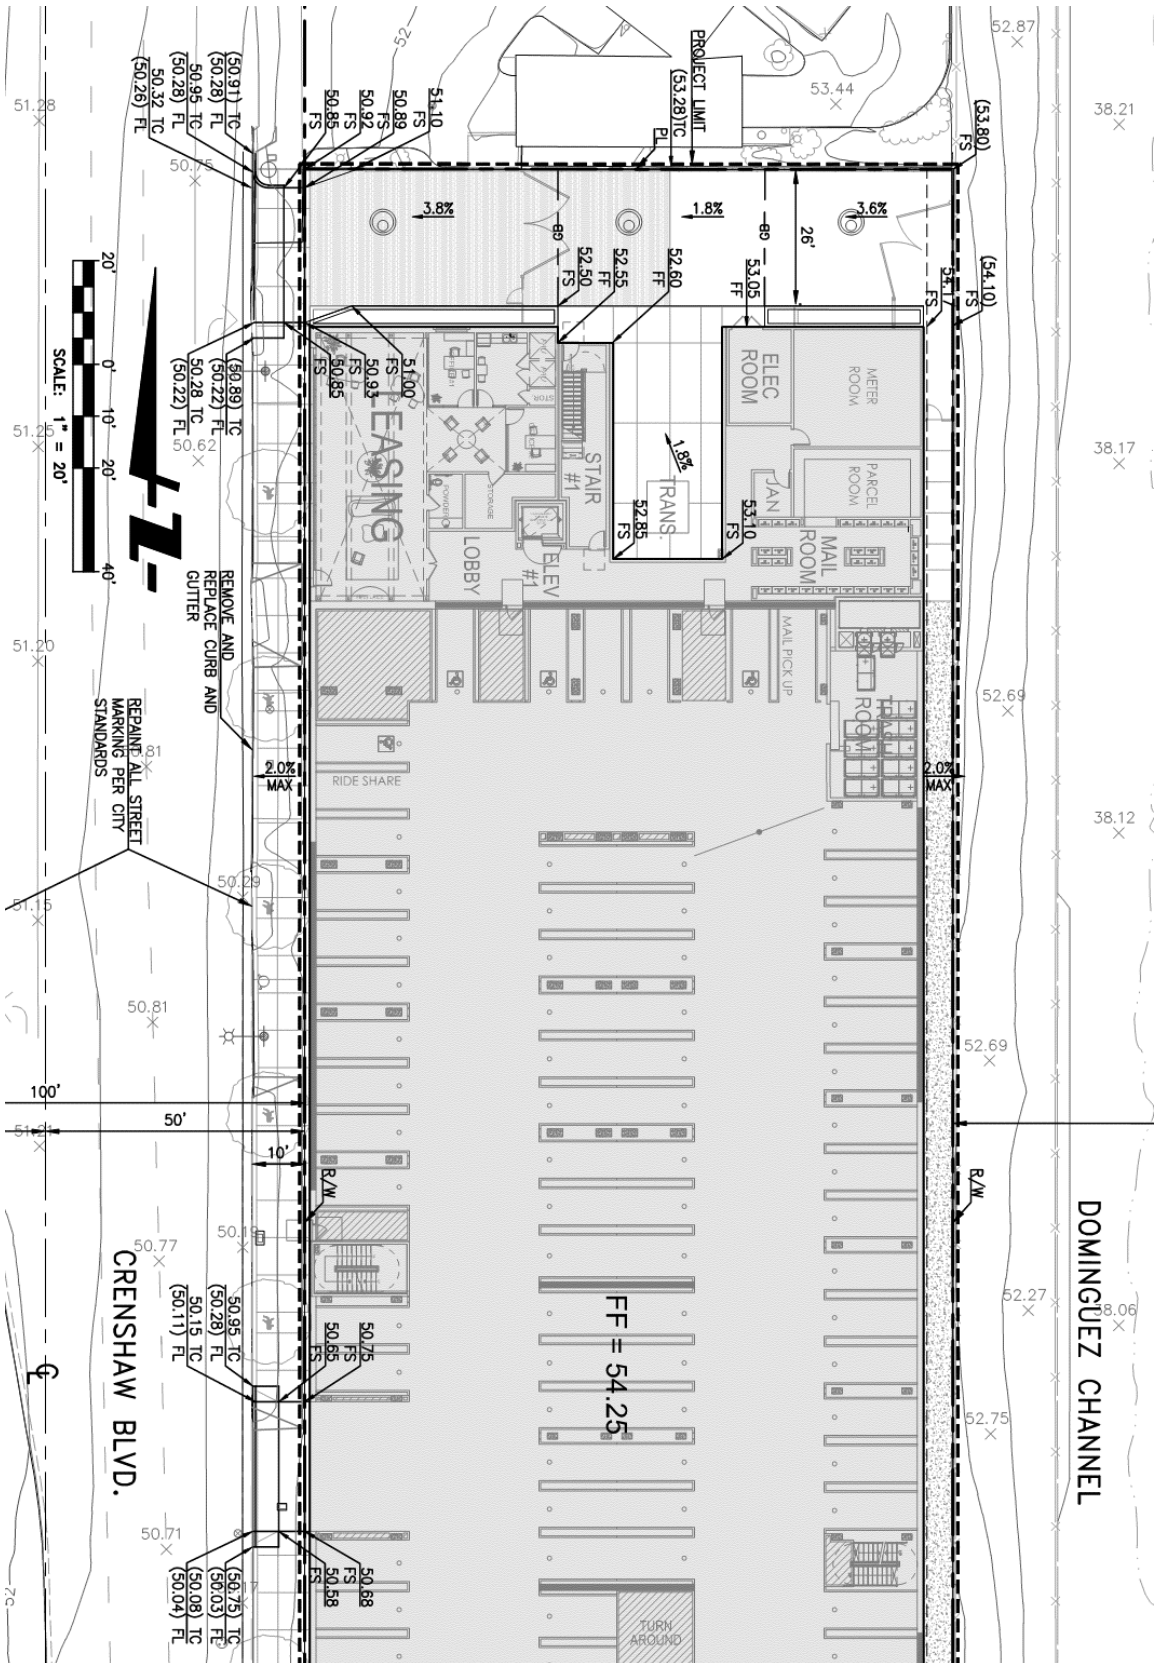 52.87
53.44
38.21
51.28
52
50.75
(50.91) TC
(50.28) FL
50.95 TC
(50.28) FL
50.32 TC
(50.26) FL
51.10
FS
50.89
FS
50.92
FS
50.85
FS
PROJECT LIMIT
(53.28)TC
PL
(53.80)
FS
3.8%
1.8%
3.6%
GB
GB
26'
52.50
FS
52.55
FF
52.60
FF
53.05
FF
54.17
FS
(54.10)
FS
20'
0'
10'
20'
40'
SCALE: 1" = 20'
(50.89) TC
(50.22) FL
50.28 TC
(50.22) FL
51.00
FS
50.93
FS
50.85
FS
51.25
50.62
38.17
LEASING
STOR
STAIR
#1
ELEC
ROOM
METER
ROOM
PARCEL
ROOM
JAN
1.8%
TRANS.
52.85
FS
53.10
FS
MAIL
ROOM
POWDER
STORAGE
LOBBY
ELEV
#1
MAIL PICK UP
TRASH
ROOM
REMOVE AND
REPLACE CURB AND
GUTTER
REPAINT ALL STREET
MARKING PER CITY
STANDARDS
51.20
52.69
2.0%
MAX
2.0%
MAX
RIDE SHARE
38.12
50.29
51.15
50.81
52.69
100'
50'
51.21
10'
R/W
R/W
50.19
50.77
CRENSHAW BLVD.
DOMINGUEZ CHANNEL
52.27
38.06
50.95 TC
(50.28) FL
50.15 TC
(50.11) FL
50.75
FS
50.65
FS
FF = 54.25
CL
52.75
50.71
(50.75) TC
(50.03) FL
(50.08) TC
(50.04) FL
50.68
FS
50.58
FS
52
TURN
AROUND